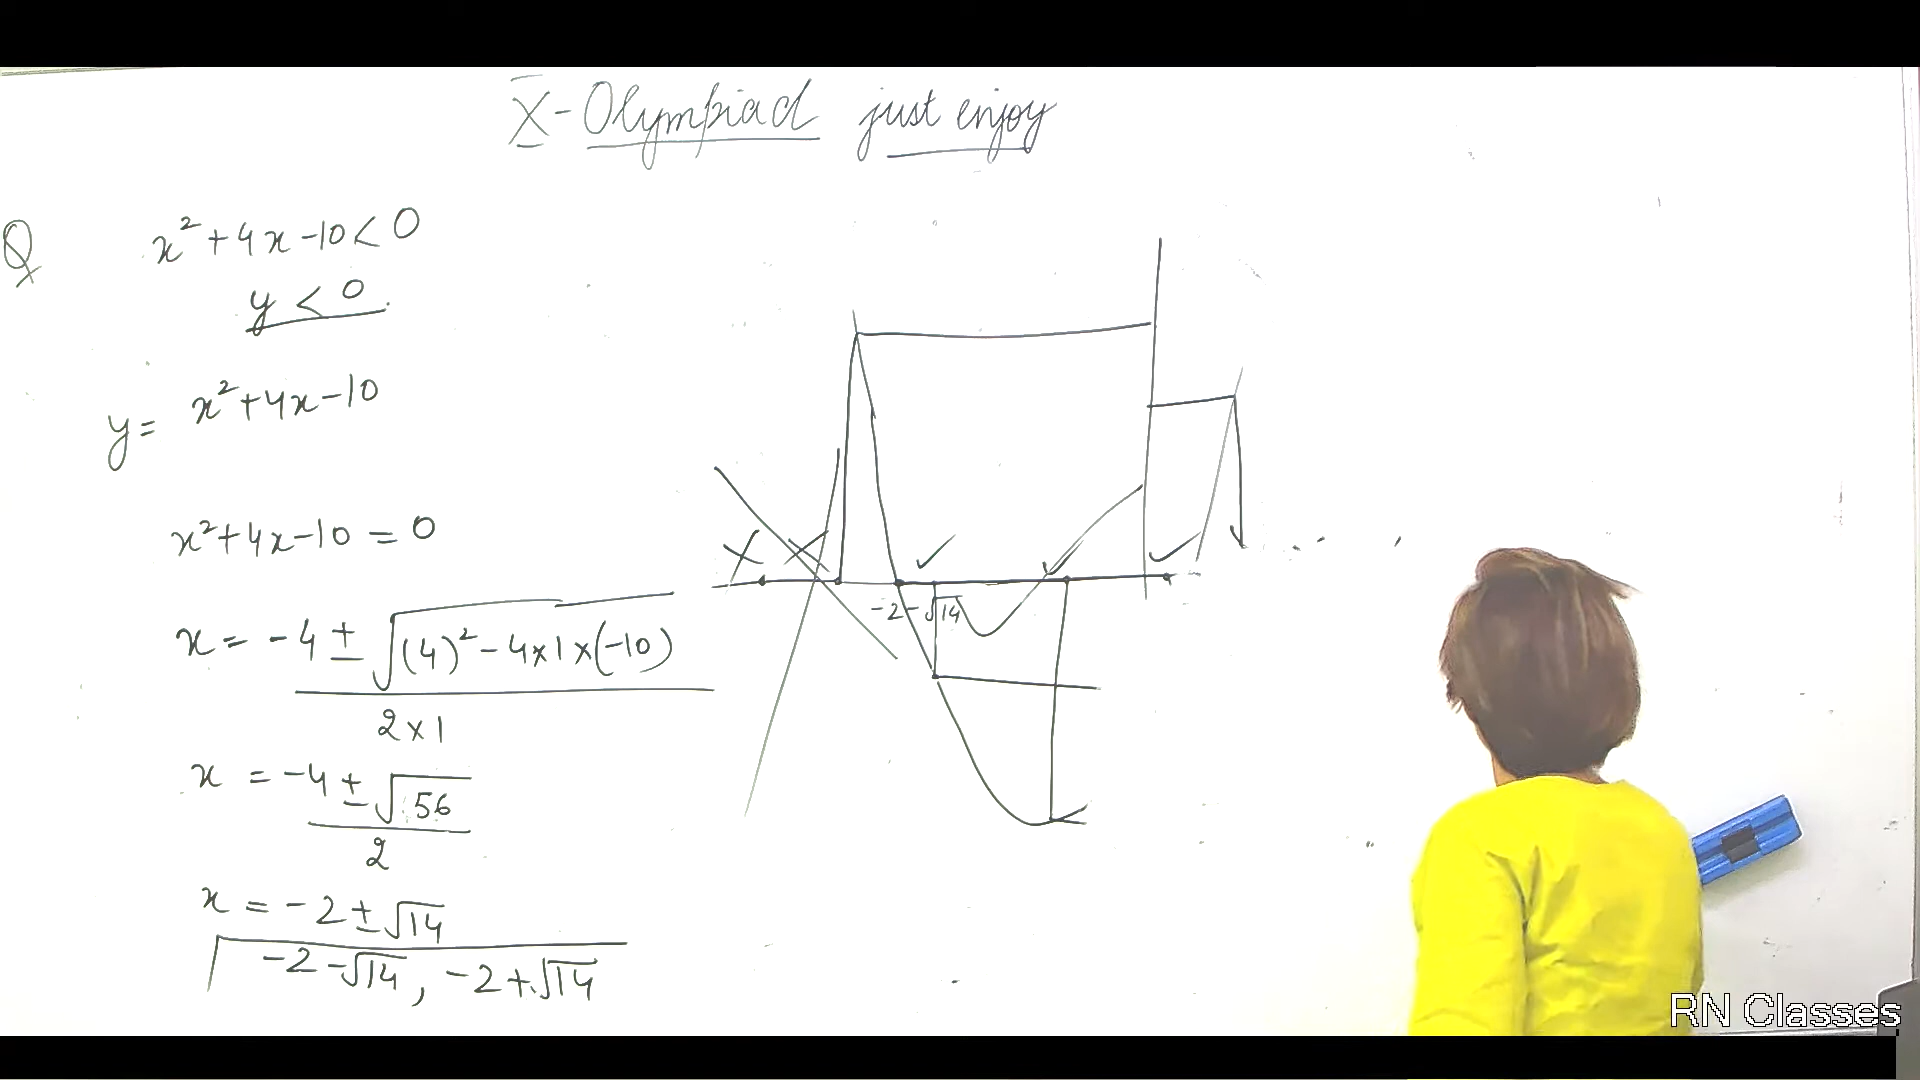 X-Olympiad just enjoy
Q x²+4x-10<0
y < 0
y = x²+4x-10
x²+4x-10 = 0
x = -4 ± √(4)²-4×1×(-10)
2×1
x = -4 ± √56
2
x = -2 ± √14
-2-√14, -2+√14
-2-√14
RN Classes